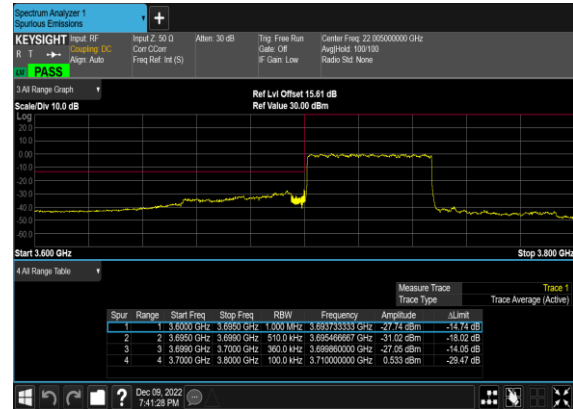 Spectrum Analyzer 1
Spurious Emissions
+
KEYSIGHT Input: RF Input Z: 50 Ω Atten: 30 dB Trig: Free Run Center Freq: 22.005000000 GHz
R T Coupling: DC Corr CCorr Gate: Off Avg|Hold: 100/100
Align: Auto Freq Ref: Int (S) IF Gain: Low Radio Std: None
LXI PASS
3 All Range Graph
Ref Lvl Offset 15.61 dB
Scale/Div 10.0 dB Ref Value 30.00 dBm
Log
20.0
10.0
0.00
-10.0
-20.0
-30.0
-40.0
-50.0
-60.0
Start 3.600 GHz Stop 3.800 GHz
4 All Range Table
Measure Trace Trace 1
Trace Type Trace Average (Active)
Spur Range Start Freq Stop Freq RBW Frequency Amplitude ΔLimit
1 1 3.6000 GHz 3.6950 GHz 1.000 MHz 3.693733333 GHz -27.74 dBm -14.74 dB
2 2 3.6950 GHz 3.6990 GHz 510.0 kHz 3.695466667 GHz -31.02 dBm -18.02 dB
3 3 3.6990 GHz 3.7000 GHz 360.0 kHz 3.699860000 GHz -27.05 dBm -14.05 dB
4 4 3.7000 GHz 3.8000 GHz 100.0 kHz 3.710000000 GHz 0.533 dBm -29.47 dB
? Dec 09, 2022
7:41:28 PM